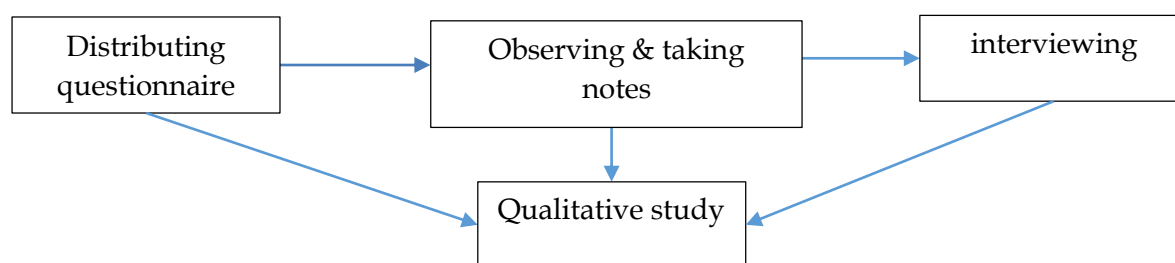 Distributing
questionnaire
Observing & taking
notes
interviewing
Qualitative study